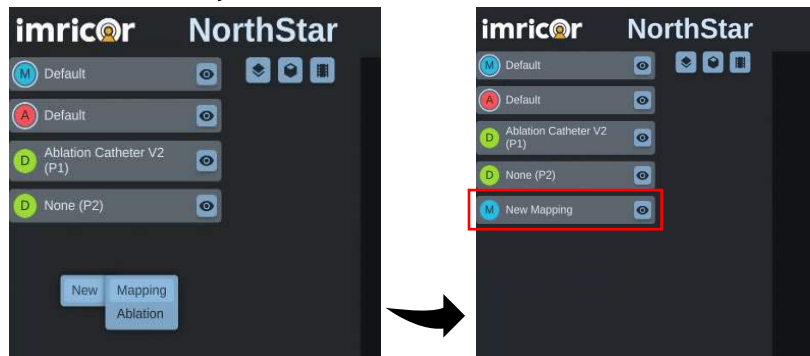 imricor NorthStar
M Default
A Default
D Ablation Catheter V2
(P1)
D None (P2)
New Mapping
Ablation
imricor NorthStar
M Default
A Default
D Ablation Catheter V2
(P1)
D None (P2)
M New Mapping